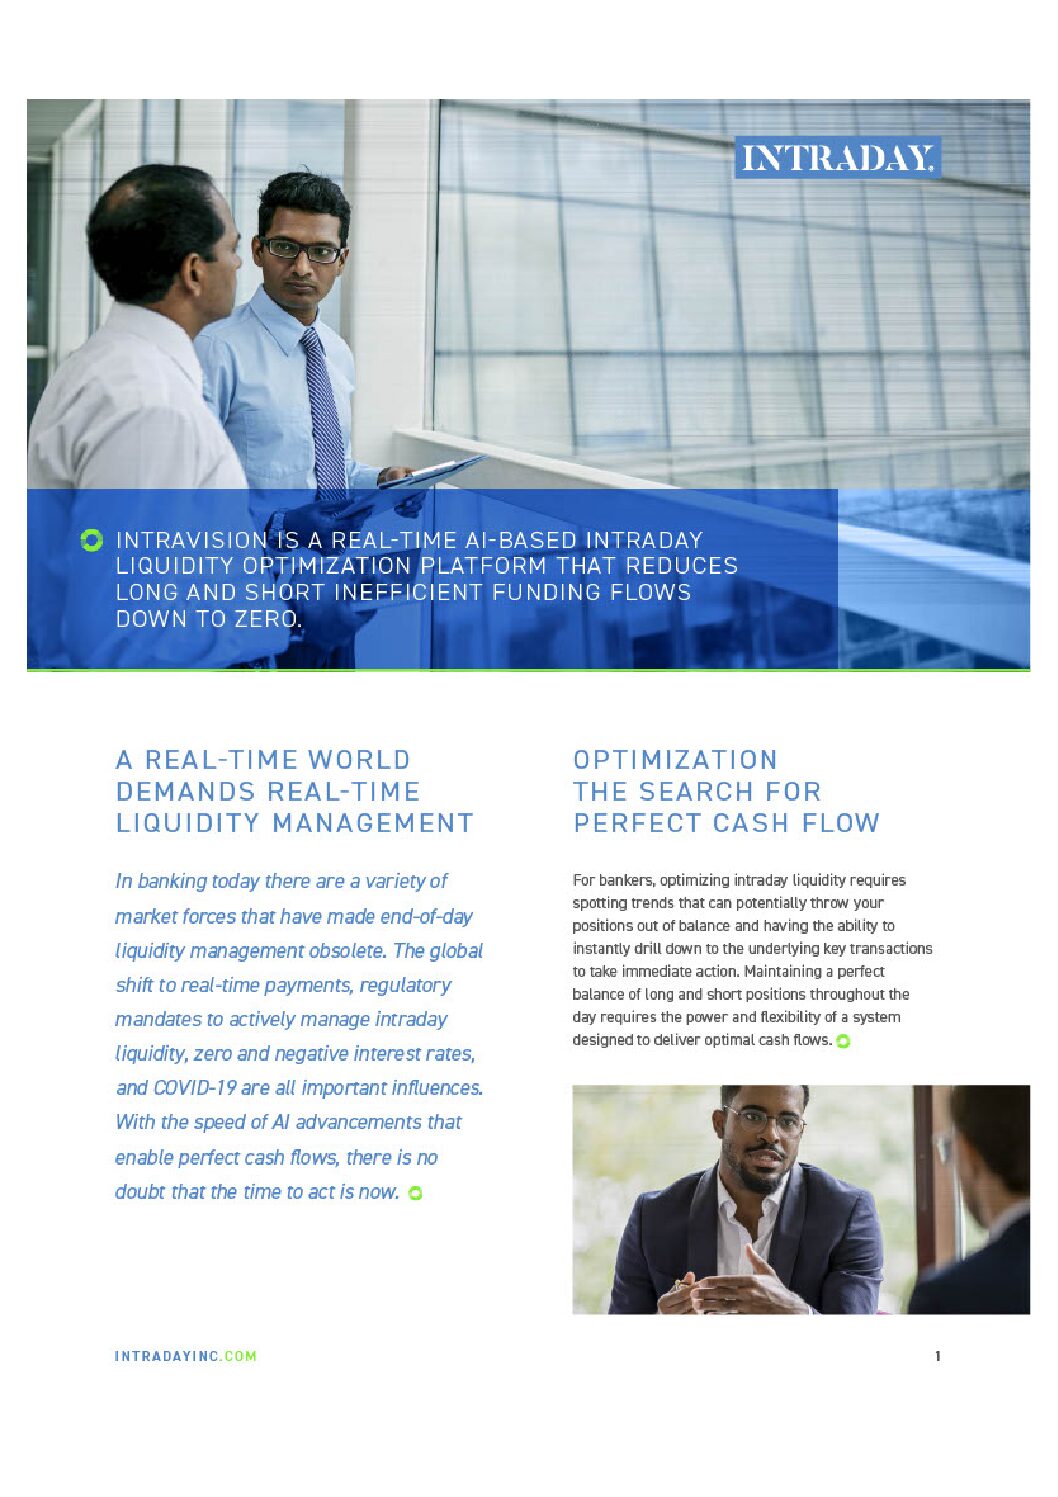 INTRADAY®
INTRAVISION IS A REAL-TIME AI-BASED INTRADAY
LIQUIDITY OPTIMIZATION PLATFORM THAT REDUCES
LONG AND SHORT INEFFICIENT FUNDING FLOWS
DOWN TO ZERO.
A REAL-TIME WORLD
DEMANDS REAL-TIME
LIQUIDITY MANAGEMENT
In banking today there are a variety of
market forces that have made end-of-day
liquidity management obsolete. The global
shift to real-time payments, regulatory
mandates to actively manage intraday
liquidity, zero and negative interest rates,
and COVID-19 are all important influences.
With the speed of AI advancements that
enable perfect cash flows, there is no
doubt that the time to act is now.
OPTIMIZATION
THE SEARCH FOR
PERFECT CASH FLOW
For bankers, optimizing intraday liquidity requires
spotting trends that can potentially throw your
positions out of balance and having the ability to
instantly drill down to the underlying key transactions
to take immediate action. Maintaining a perfect
balance of long and short positions throughout the
day requires the power and flexibility of a system
designed to deliver optimal cash flows.
INTRADAYINC.COM
1